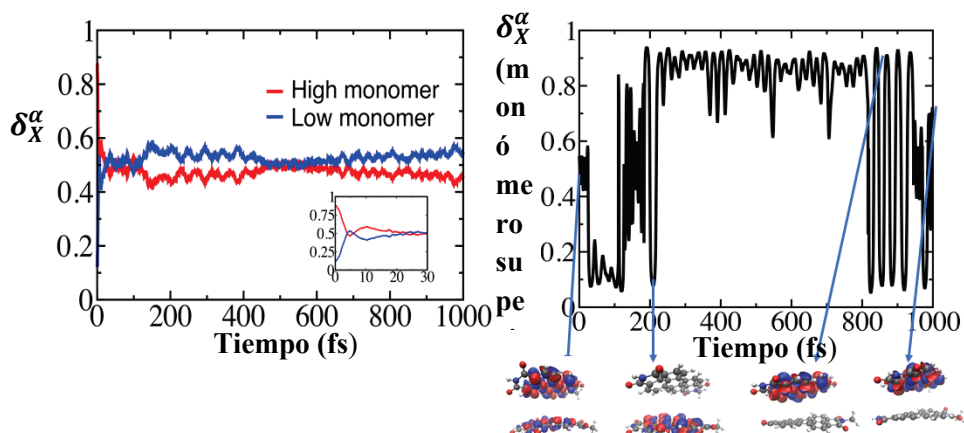 1
0.8
0.6
0.4
0.2
0
δ_X^α
High monomer
Low monomer
1
0.75
0.5
0.25
0
0 10 20 30
0 200 400 600 800 1000
Tiempo (fs)
δ_X^α
(m
on
ó
me
ro
su
pe
1
0.8
0.6
0.4
0.2
0
0 200 400 600 800 1000
Tiempo (fs)